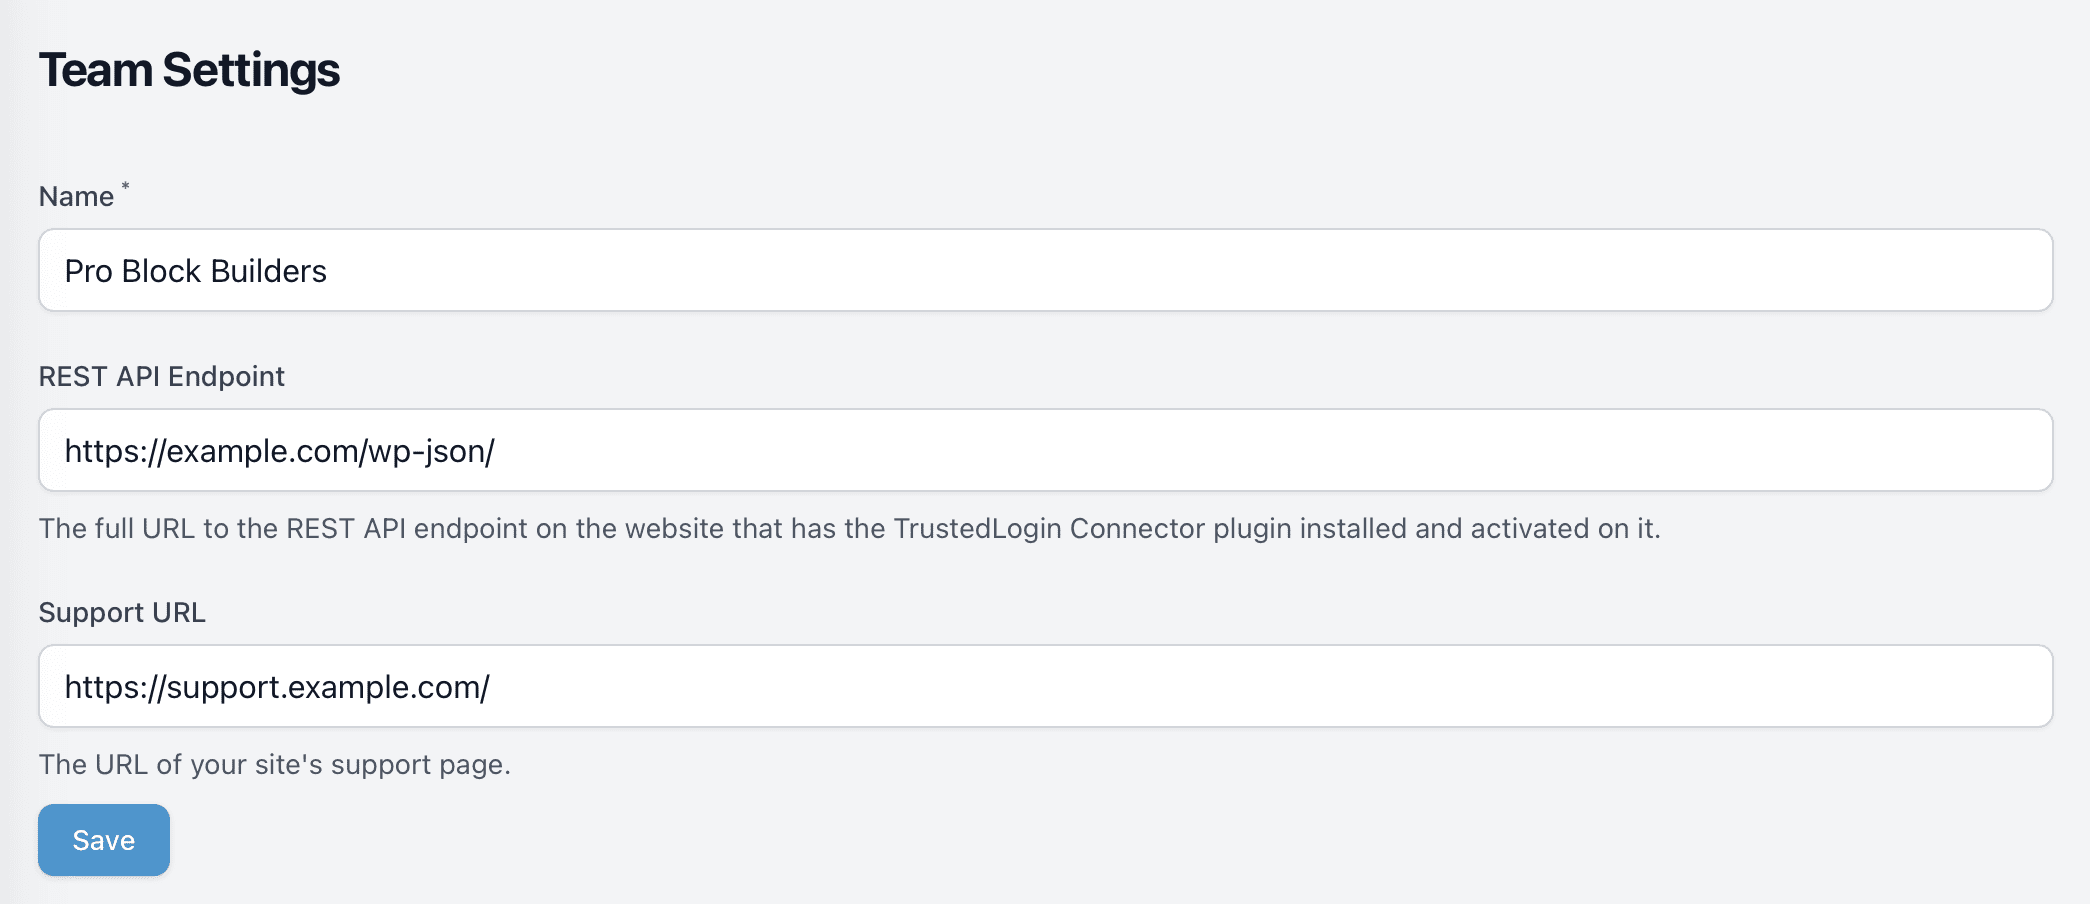 Team Settings
Name *
Pro Block Builders
REST API Endpoint
https://example.com/wp-json/
The full URL to the REST API endpoint on the website that has the TrustedLogin Connector plugin installed and activated on it.
Support URL
https://support.example.com/
The URL of your site's support page.
Save